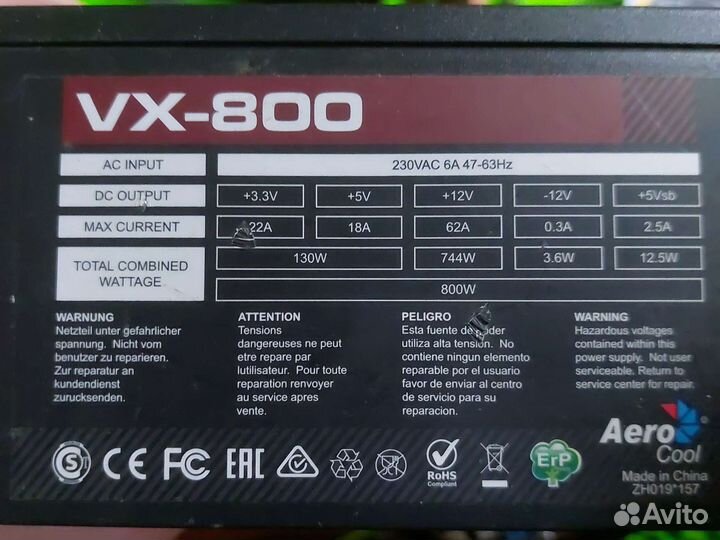 VX-800
AC INPUT 230VAC 6A 47-63Hz
DC OUTPUT +3.3V +5V +12V -12V +5Vsb
MAX CURRENT 22A 18A 62A 0.3A 2.5A
TOTAL COMBINED WATTAGE 130W 744W 3.6W 12.5W
800W
WARNUNG
Netzteil unter gefahrlicher
spannung. Nicht vom
benutzer zu reparieren.
Zur reparatur an
kundendienst
zurucksenden.
ATTENTION
Tensions
dangereuses ne peut
etre repare par
lutilisateur. Pour toute
reparation renvoyer
au service apres
vente.
PELIGRO
Esta fuente de poder
utiliza alta tension. No
contiene ningun elemento
reparable por el usuario
favor de enviar al centro
de servicio para su
reparacion.
WARNING
Hazardous voltages
contained within this
power supply. Not user
serviceable. Return to
service center for repair.
CE FC EAC
RoHS
Compliant
ErP
Aero
Cool
Made in China
ZH019*157
Avito